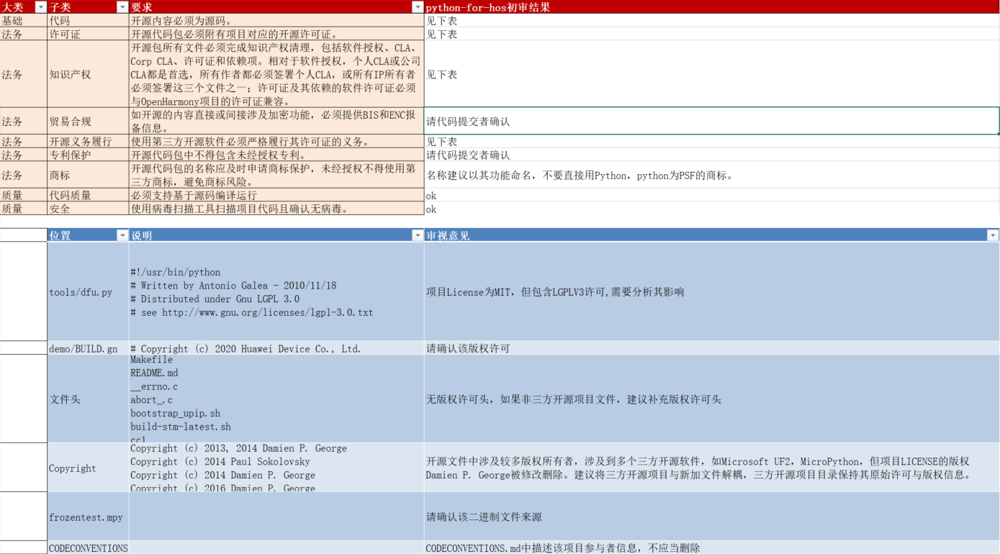 大类 子类 要求 python-for-hos初审结果
基础 代码 开源内容必须为源码。 见下表
法务 许可证 开源代码包必须附有项目对应的开源许可证。 见下表
法务 知识产权 开源包所有文件必须完成知识产权清理，包括软件授权、CLA、
Corp CLA、许可证和依赖项。相对于软件授权，个人CLA或公司
CLA都是首选，所有作者都必须签署个人CLA，或所有IP所有者
必须签署这三个文件之一；许可证及其依赖的软件许可证必须
与OpenHarmony项目的许可证兼容。
见下表
法务 贸易合规 如开源的内容直接或间接涉及加密功能，必须提供BIS和ENC报
备信息。
请代码提交者确认
法务 开源义务履行 使用第三方开源软件必须严格履行其许可证的义务。 见下表
法务 专利保护 开源代码包中不得包含未经授权专利。 请代码提交者确认
法务 商标 开源代码包的名称应及时申请商标保护，未经授权不得使用第
三方商标，避免商标风险。
名称建议以其功能命名，不要直接用Python，python为PSF的商标。
质量 代码质量 必须支持基于源码编译运行 ok
质量 安全 使用病毒扫描工具扫描项目代码且确认无病毒。 ok
位置 说明 审视意见
tools/dfu.py
#!/usr/bin/python
# Written by Antonio Galea - 2010/11/18
# Distributed under Gnu LGPL 3.0
# see http://www.gnu.org/licenses/lgpl-3.0.txt
项目License为MIT，但包含LGPLV3许可,需要分析其影响
demo/BUILD.gn # Copyright (c) 2020 Huawei Device Co., Ltd. 请确认该版权许可
文件头
Makefile
README.md
__errno.c
abort_.c
bootstrap_upip.sh
build-stm-latest.sh
cc1
无版权许可头，如果非三方开源项目文件，建议补充版权许可头
Copyright
Copyright (c) 2013, 2014 Damien P. George
Copyright (c) 2014 Paul Sokolovsky
Copyright (c) 2014 Damien P. George
Copyright (c) 2016 Damien P. George
开源文件中涉及较多版权所有者，涉及到多个三方开源软件，如Microsoft UF2，MicroPython，但项目LICENSE的版权
Damien P. George被修改删除。建议将三方开源项目与新加文件解耦，三方开源项目目录保持其原始许可与版权信息。
frozentest.mpy 请确认该二进制文件来源
CODECONVENTIONS CODECONVENTIONS.md中描述该项目参与者信息，不应当删除